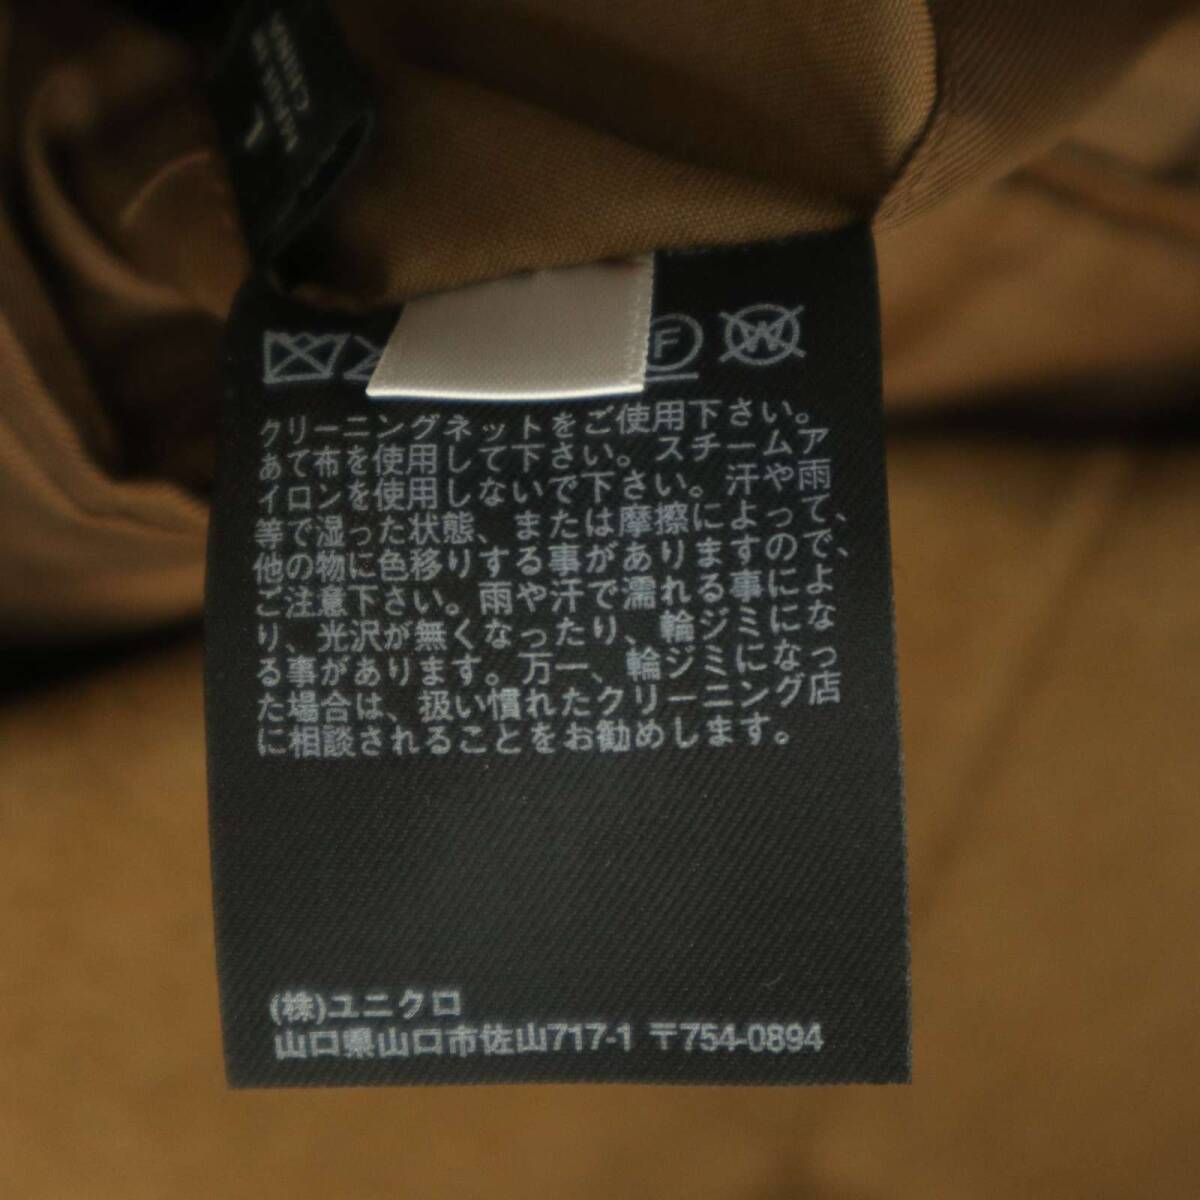 L
MADE IN
CHINA
F
W
クリーニングネットをご使用下さい。
あて布を使用して下さい。スチームア
イロンを使用しないで下さい。汗や雨
等で湿った状態、または摩擦によって、
他の物に色移りする事がありますので、
ご注意下さい。雨や汗で濡れる事によ
り、光沢が無くなったり、輪ジミにな
る事があります。万一、輪ジミになっ
た場合は、扱い慣れたクリーニング店
に相談されることをお勧めします。
(株)ユニクロ
山口県山口市佐山717-1 〒754-0894